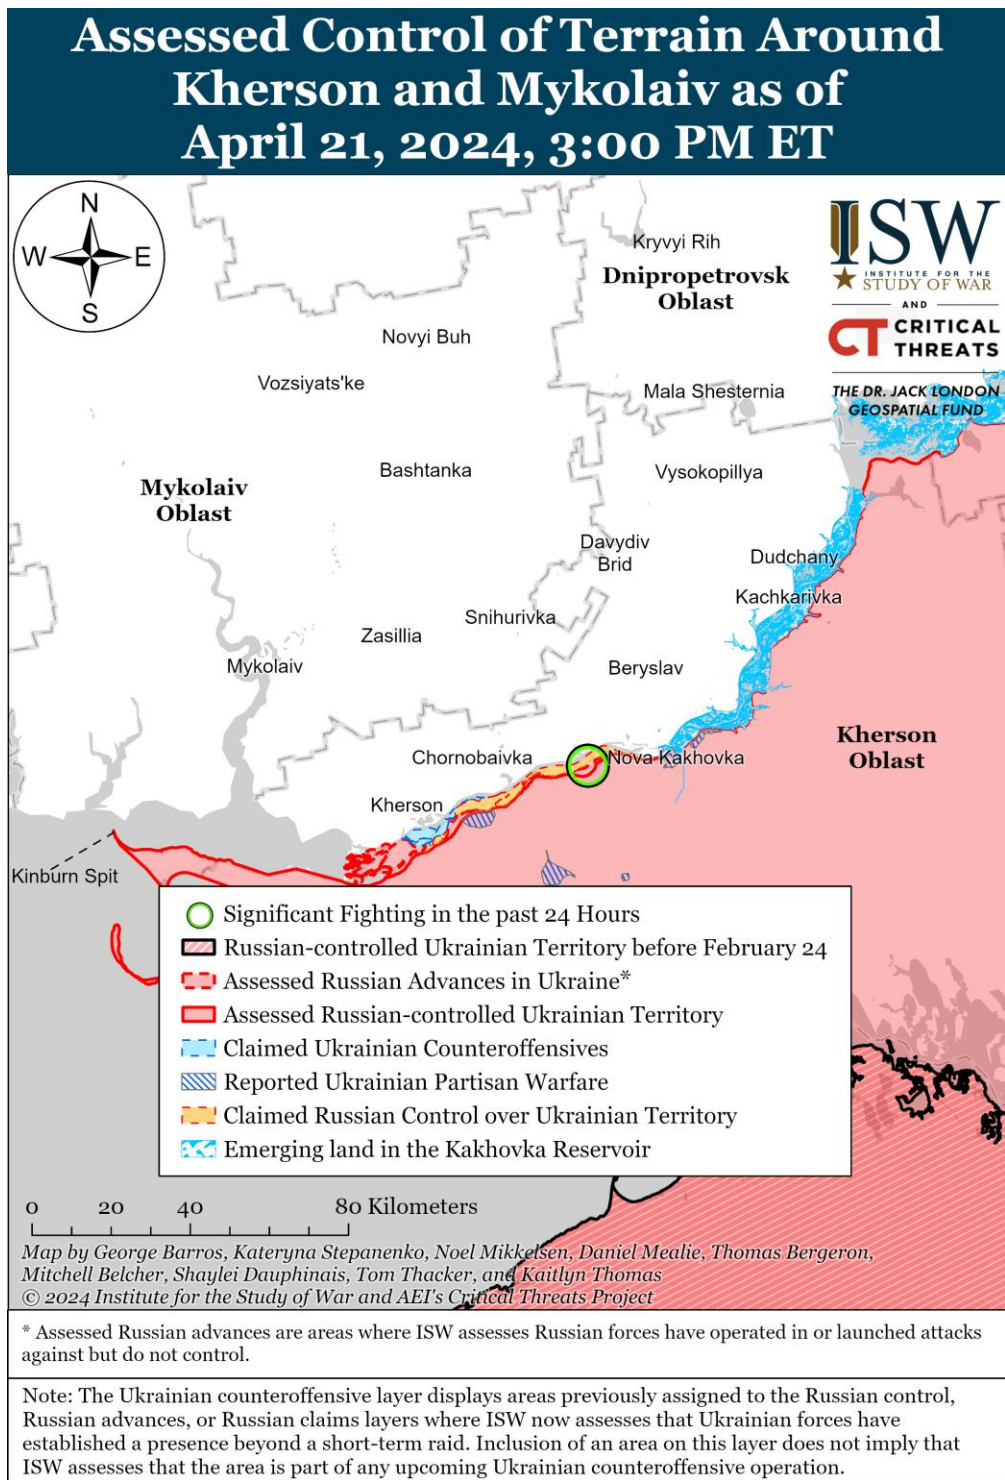 Assessed Control of Terrain Around
Kherson and Mykolaiv as of
April 21, 2024, 3:00 PM ET
N
W
E
S
ISW
INSTITUTE FOR THE
STUDY OF WAR
AND
CT CRITICAL
THREATS
THE DR. JACK LONDON
GEOSPATIAL FUND
Kryvyi Rih
Dnipropetrovsk
Oblast
Novyi Buh
Vozsiyats'ke
Mala Shesternia
Bashtanka
Vysokopillya
Mykolaiv
Oblast
Davydiv
Brid
Dudchany
Kachkarivka
Snihurivka
Zasillia
Mykolaiv
Beryslav
Kherson
Oblast
Chornobaivka
Nova Kakhovka
Kherson
Kinburn Spit
Significant Fighting in the past 24 Hours
Russian-controlled Ukrainian Territory before February 24
Assessed Russian Advances in Ukraine*
Assessed Russian-controlled Ukrainian Territory
Claimed Ukrainian Counteroffensives
Reported Ukrainian Partisan Warfare
Claimed Russian Control over Ukrainian Territory
Emerging land in the Kakhovka Reservoir
0 20 40 80 Kilometers
Map by George Barros, Kateryna Stepanenko, Noel Mikkelsen, Daniel Mealie, Thomas Bergeron,
Mitchell Belcher, Shaylei Dauphinais, Tom Thacker, and Kaitlyn Thomas
© 2024 Institute for the Study of War and AEI's Critical Threats Project
* Assessed Russian advances are areas where ISW assesses Russian forces have operated in or launched attacks
against but do not control.
Note: The Ukrainian counteroffensive layer displays areas previously assigned to the Russian control,
Russian advances, or Russian claims layers where ISW now assesses that Ukrainian forces have
established a presence beyond a short-term raid. Inclusion of an area on this layer does not imply that
ISW assesses that the area is part of any upcoming Ukrainian counteroffensive operation.